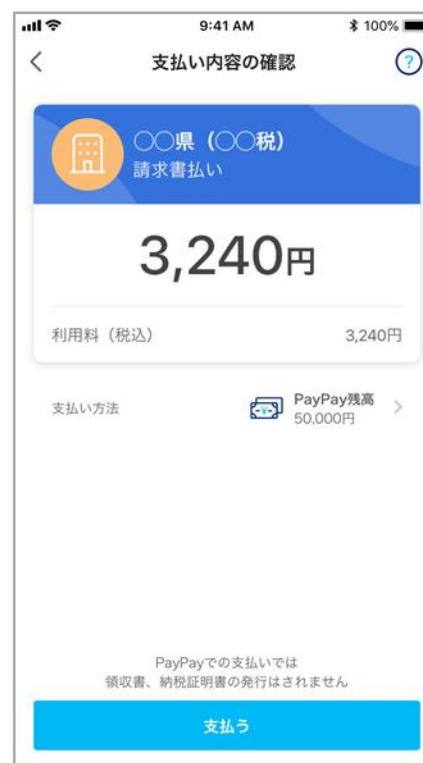 9:41 AM
100%
支払い内容の確認
?
○○県（○○税）
請求書払い
3,240円
利用料（税込）
3,240円
支払い方法
PayPay残高
50,000円
PayPayでの支払いでは
領収書、納税証明書の発行はされません
支払う